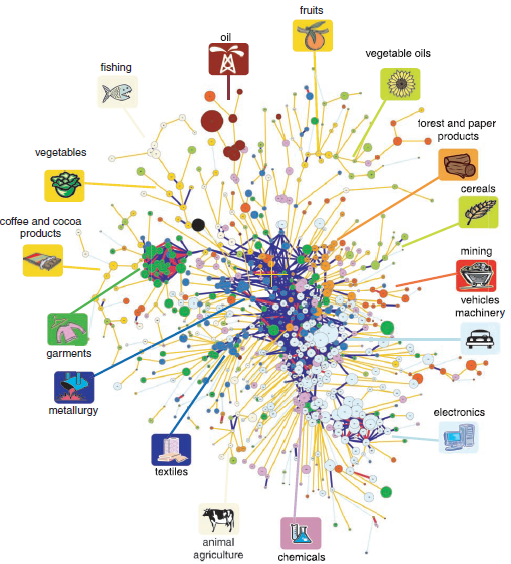 fruits
oil
vegetable oils
fishing
forest and paper
products
vegetables
cereals
coffee and cocoa
products
mining
vehicles
machinery
garments
metallurgy
electronics
textiles
animal
agriculture
chemicals